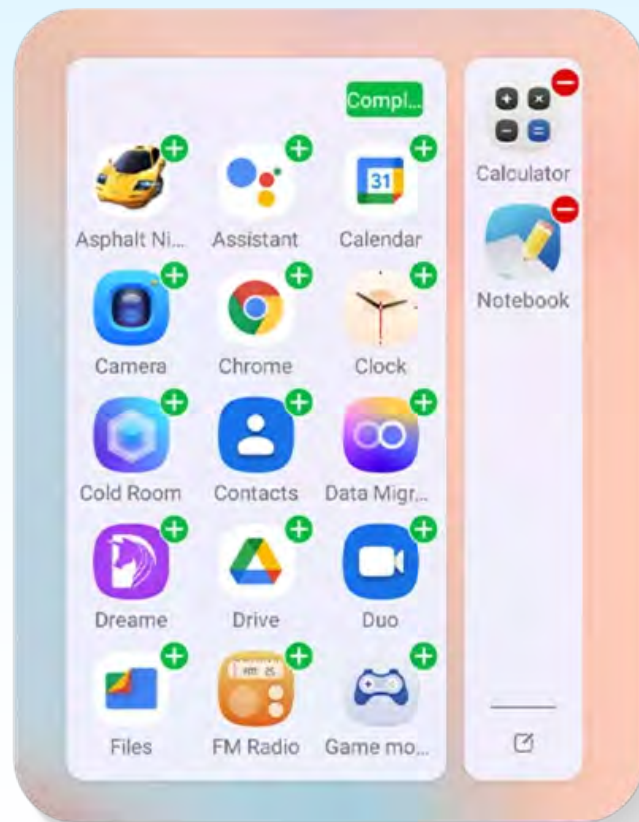 Compl...
Asphalt Ni...
Assistant
Calendar
31
Camera
Chrome
Clock
Cold Room
Contacts
Data Migr...
Dreame
Drive
Duo
Files
FM Radio
Game mo...
Calculator
Notebook